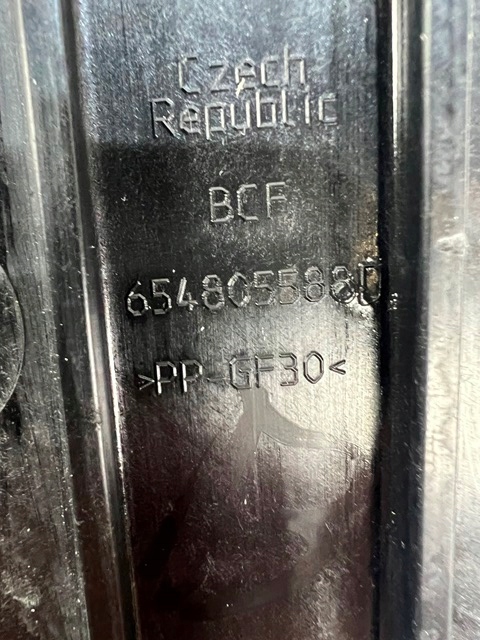 Czech
Republic
BCF
654805588D
>PP-GF30<